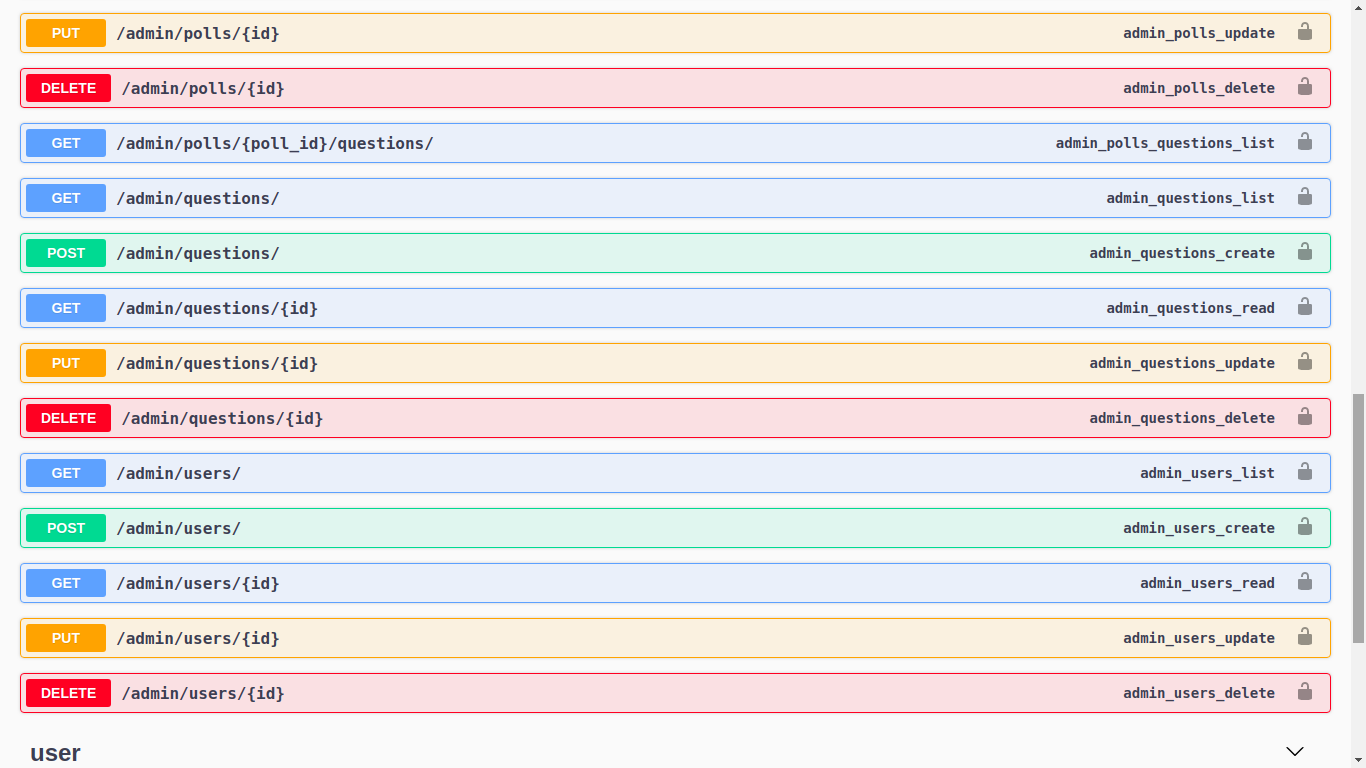 PUT /admin/polls/{id} admin_polls_update
DELETE /admin/polls/{id} admin_polls_delete
GET /admin/polls/{poll_id}/questions/ admin_polls_questions_list
GET /admin/questions/ admin_questions_list
POST /admin/questions/ admin_questions_create
GET /admin/questions/{id} admin_questions_read
PUT /admin/questions/{id} admin_questions_update
DELETE /admin/questions/{id} admin_questions_delete
GET /admin/users/ admin_users_list
POST /admin/users/ admin_users_create
GET /admin/users/{id} admin_users_read
PUT /admin/users/{id} admin_users_update
DELETE /admin/users/{id} admin_users_delete
user